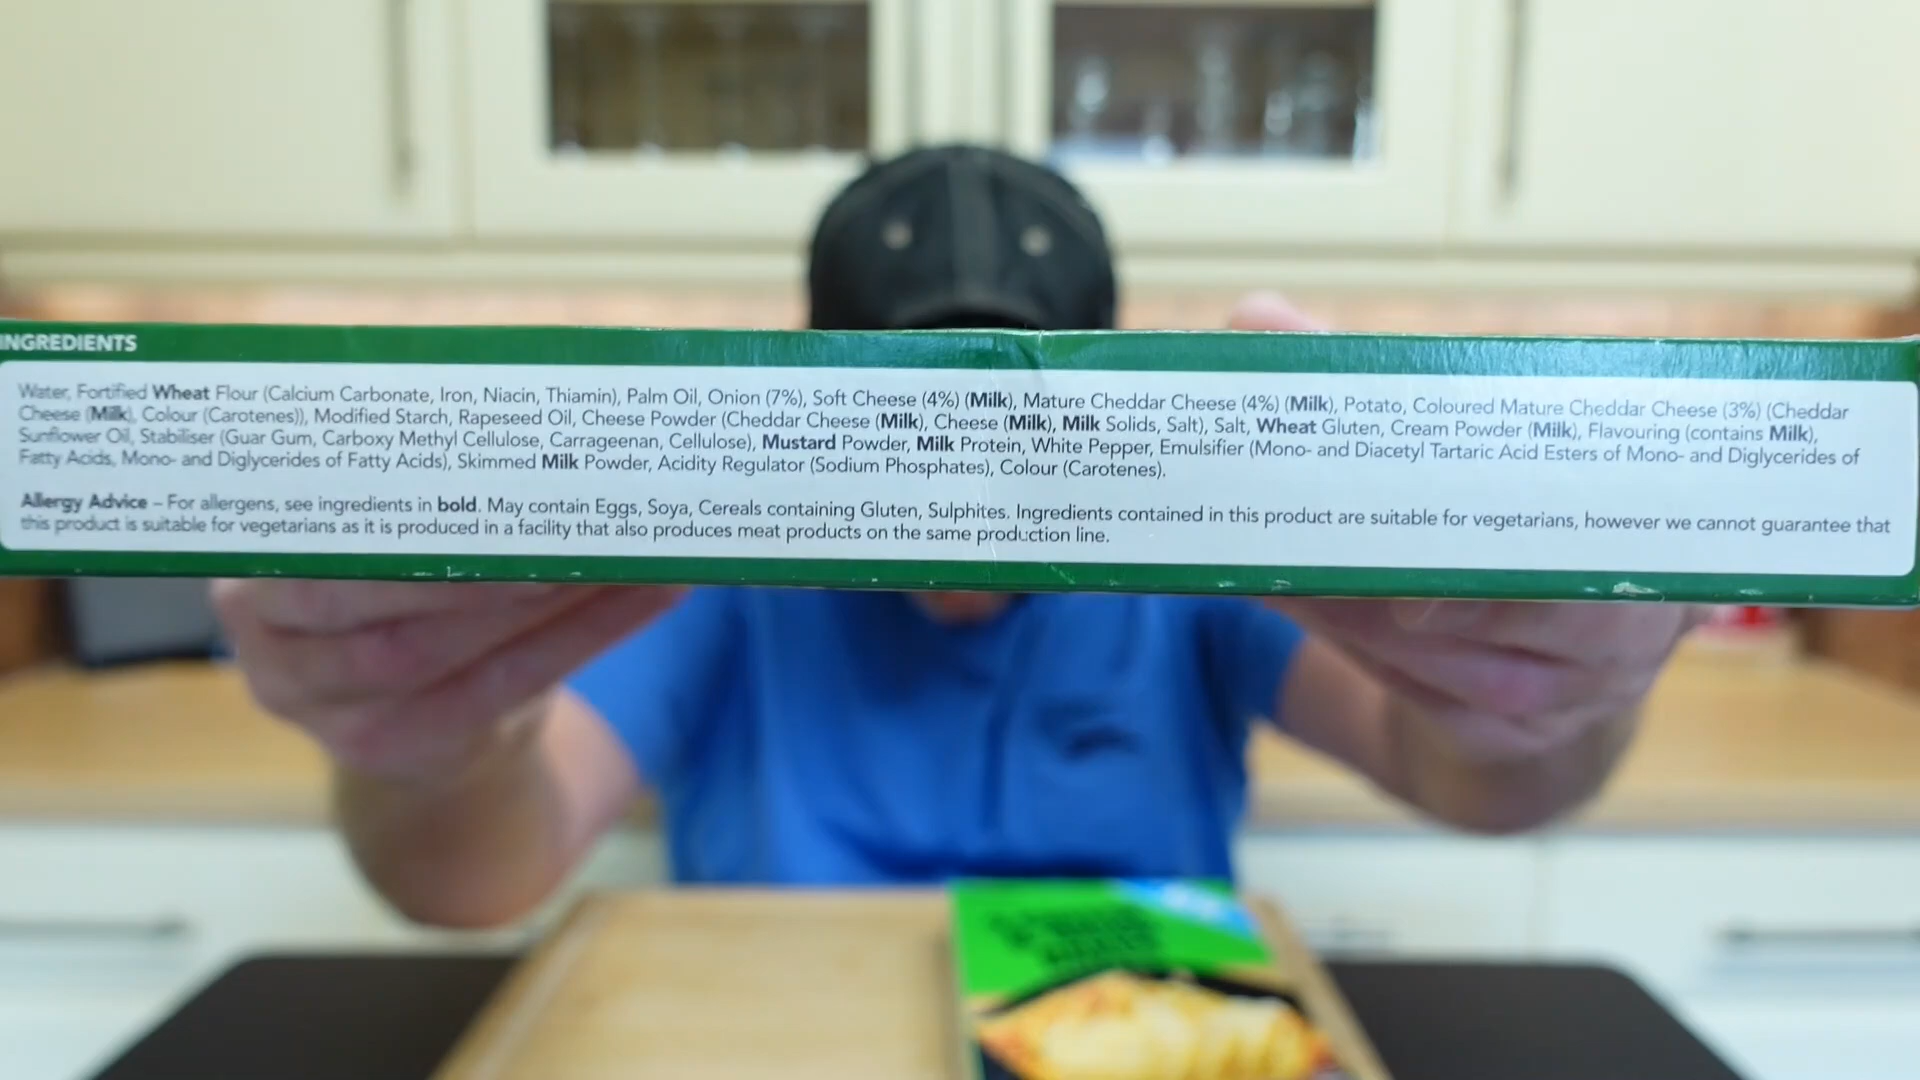 INGREDIENTS
Water, Fortified Wheat Flour (Calcium Carbonate, Iron, Niacin, Thiamin), Palm Oil, Onion (7%), Soft Cheese (4%) (Milk), Mature Cheddar Cheese (4%) (Milk), Potato, Coloured Mature Cheddar Cheese (3%) (Cheddar
Cheese (Milk), Colour (Carotenes)), Modified Starch, Rapeseed Oil, Cheese Powder (Cheddar Cheese (Milk), Cheese (Milk), Milk Solids, Salt), Salt, Wheat Gluten, Cream Powder (Milk), Flavouring (contains Milk),
Sunflower Oil, Stabiliser (Guar Gum, Carboxy Methyl Cellulose, Carrageenan, Cellulose), Mustard Powder, Milk Protein, White Pepper, Emulsifier (Mono- and Diacetyl Tartaric Acid Esters of Mono- and Diglycerides of
Fatty Acids, Mono- and Diglycerides of Fatty Acids), Skimmed Milk Powder, Acidity Regulator (Sodium Phosphates), Colour (Carotenes).
Allergy Advice – For allergens, see ingredients in bold. May contain Eggs, Soya, Cereals containing Gluten, Sulphites. Ingredients contained in this product are suitable for vegetarians, however we cannot guarantee that
this product is suitable for vegetarians as it is produced in a facility that also produces meat products on the same production line.